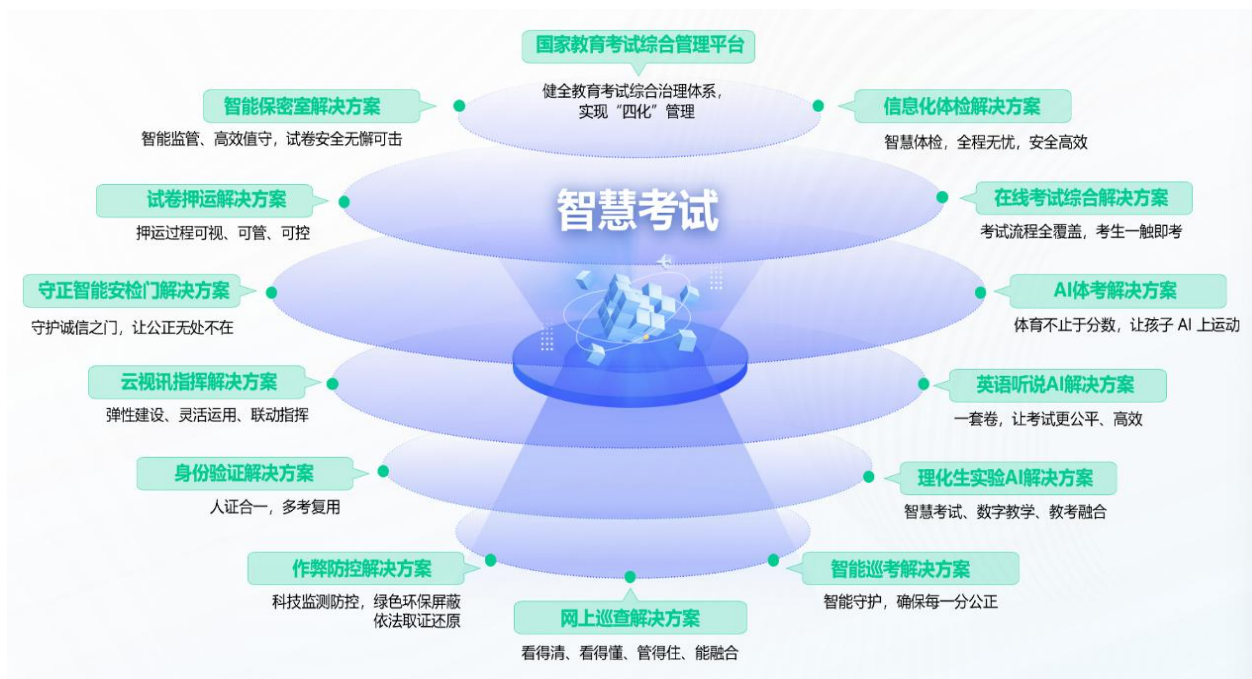 国家教育考试综合管理平台
健全教育考试综合治理体系，
实现“四化”管理
智能保密室解决方案
智能监管、高效值守，试卷安全无懈可击
信息化体检解决方案
智慧体检，全程无忧，安全高效
试卷押运解决方案
押运过程可视、可管、可控
智慧考试
在线考试综合解决方案
考试流程全覆盖，考生一触即考
守正智能安检门解决方案
守护诚信之门，让公正无处不在
AI体考解决方案
体育不止于分数，让孩子 AI 上运动
云视讯指挥解决方案
弹性建设、灵活运用、联动指挥
英语听说AI解决方案
一套卷，让考试更公平、高效
身份验证解决方案
人证合一，多考复用
理化生实验AI解决方案
智慧考试、数字教学、教考融合
作弊防控解决方案
科技监测防控，绿色环保屏蔽
依法取证还原
智能巡考解决方案
智能守护，确保每一分公正
网上巡查解决方案
看得清、看得懂、管得住、能融合